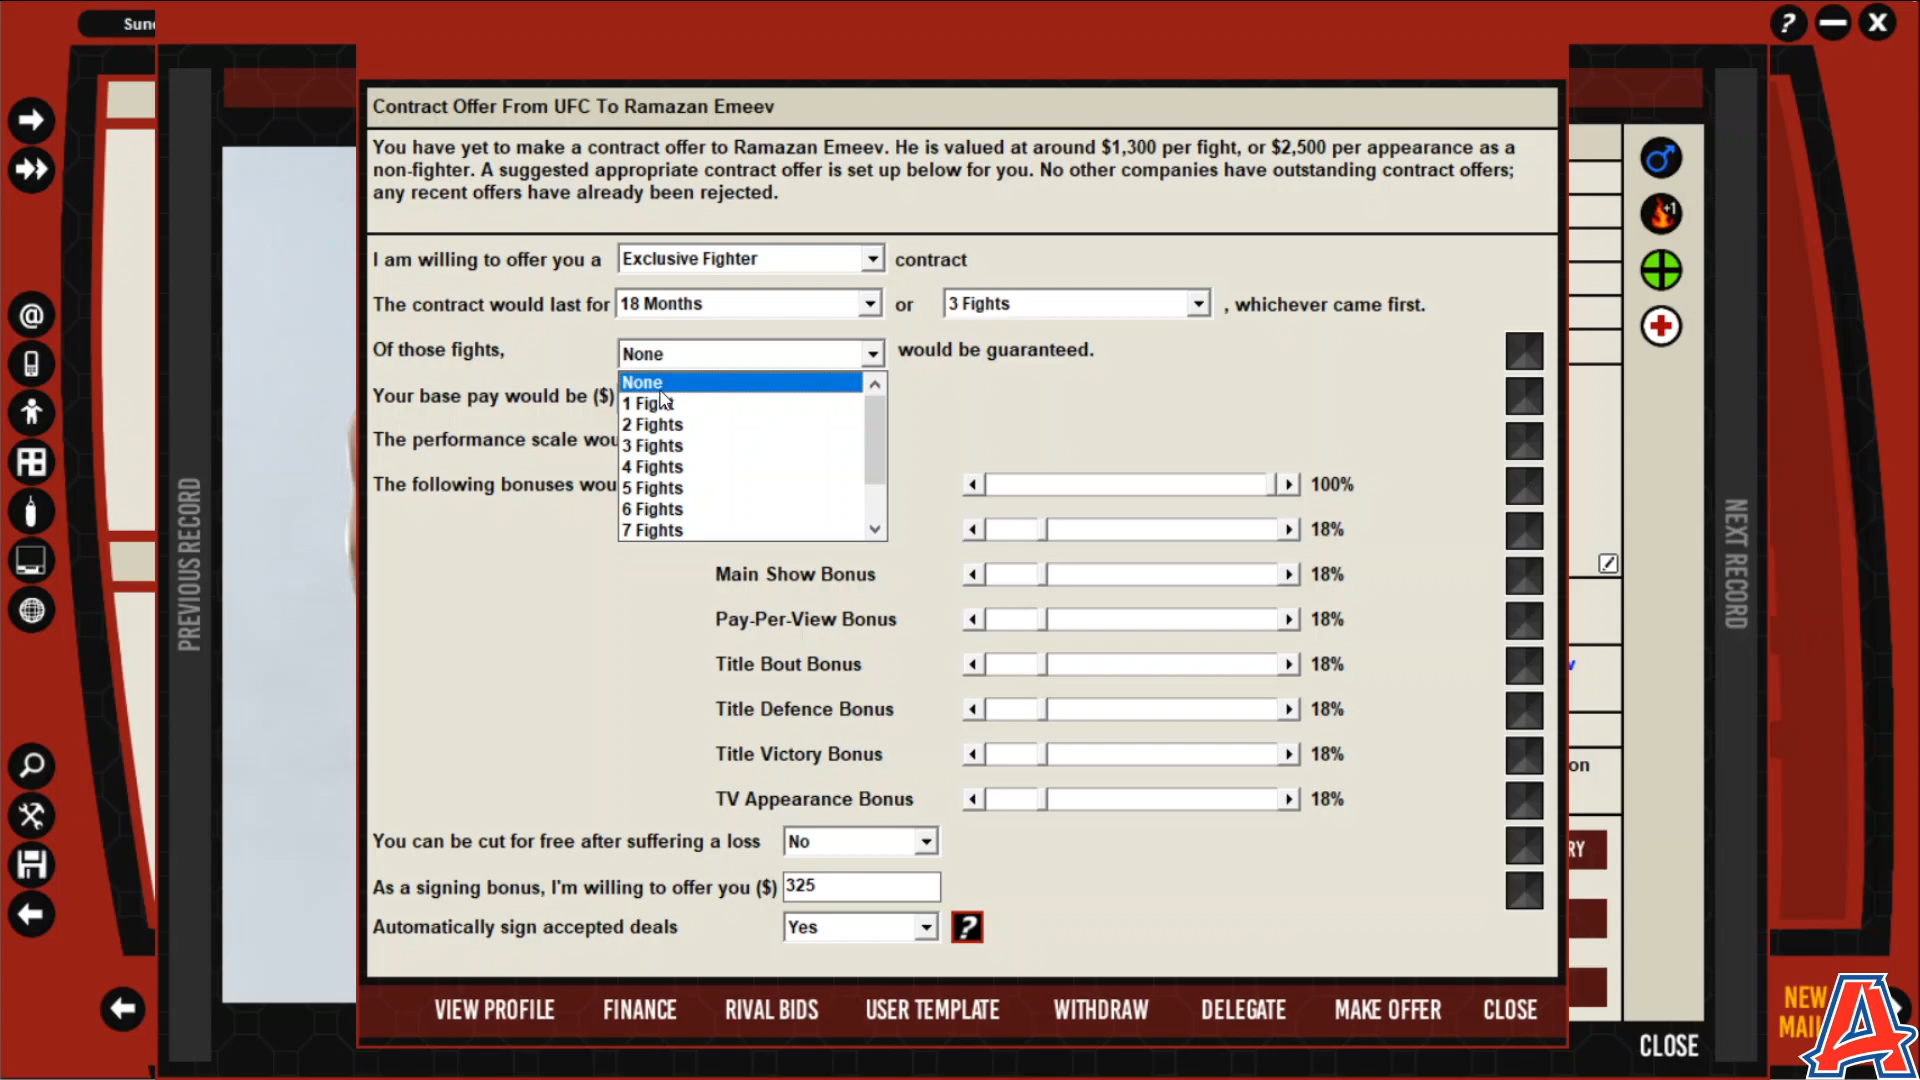 Sun
Contract Offer From UFC To Ramazan Emeev
You have yet to make a contract offer to Ramazan Emeev. He is valued at around $1,300 per fight, or $2,500 per appearance as a
non-fighter. A suggested appropriate contract offer is set up below for you. No other companies have outstanding contract offers;
any recent offers have already been rejected.
I am willing to offer you a Exclusive Fighter contract
The contract would last for 18 Months or 3 Fights , whichever came first.
Of those fights, None would be guaranteed.
None
Your base pay would be ($) 1 Fight
2 Fights
The performance scale wou 3 Fights
4 Fights
The following bonuses wou 5 Fights 100%
6 Fights
7 Fights 18%
Main Show Bonus 18%
Pay-Per-View Bonus 18%
Title Bout Bonus 18%
Title Defence Bonus 18%
Title Victory Bonus 18%
TV Appearance Bonus 18%
You can be cut for free after suffering a loss No
As a signing bonus, I'm willing to offer you ($) 325
Automatically sign accepted deals Yes ?
VIEW PROFILE FINANCE RIVAL BIDS USER TEMPLATE WITHDRAW DELEGATE MAKE OFFER CLOSE
PREVIOUS RECORD
NEXT RECORD
+1
on
RY
CLOSE
NEW
MAIL
A
? X
@